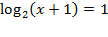 log₂(x + 1) = 1